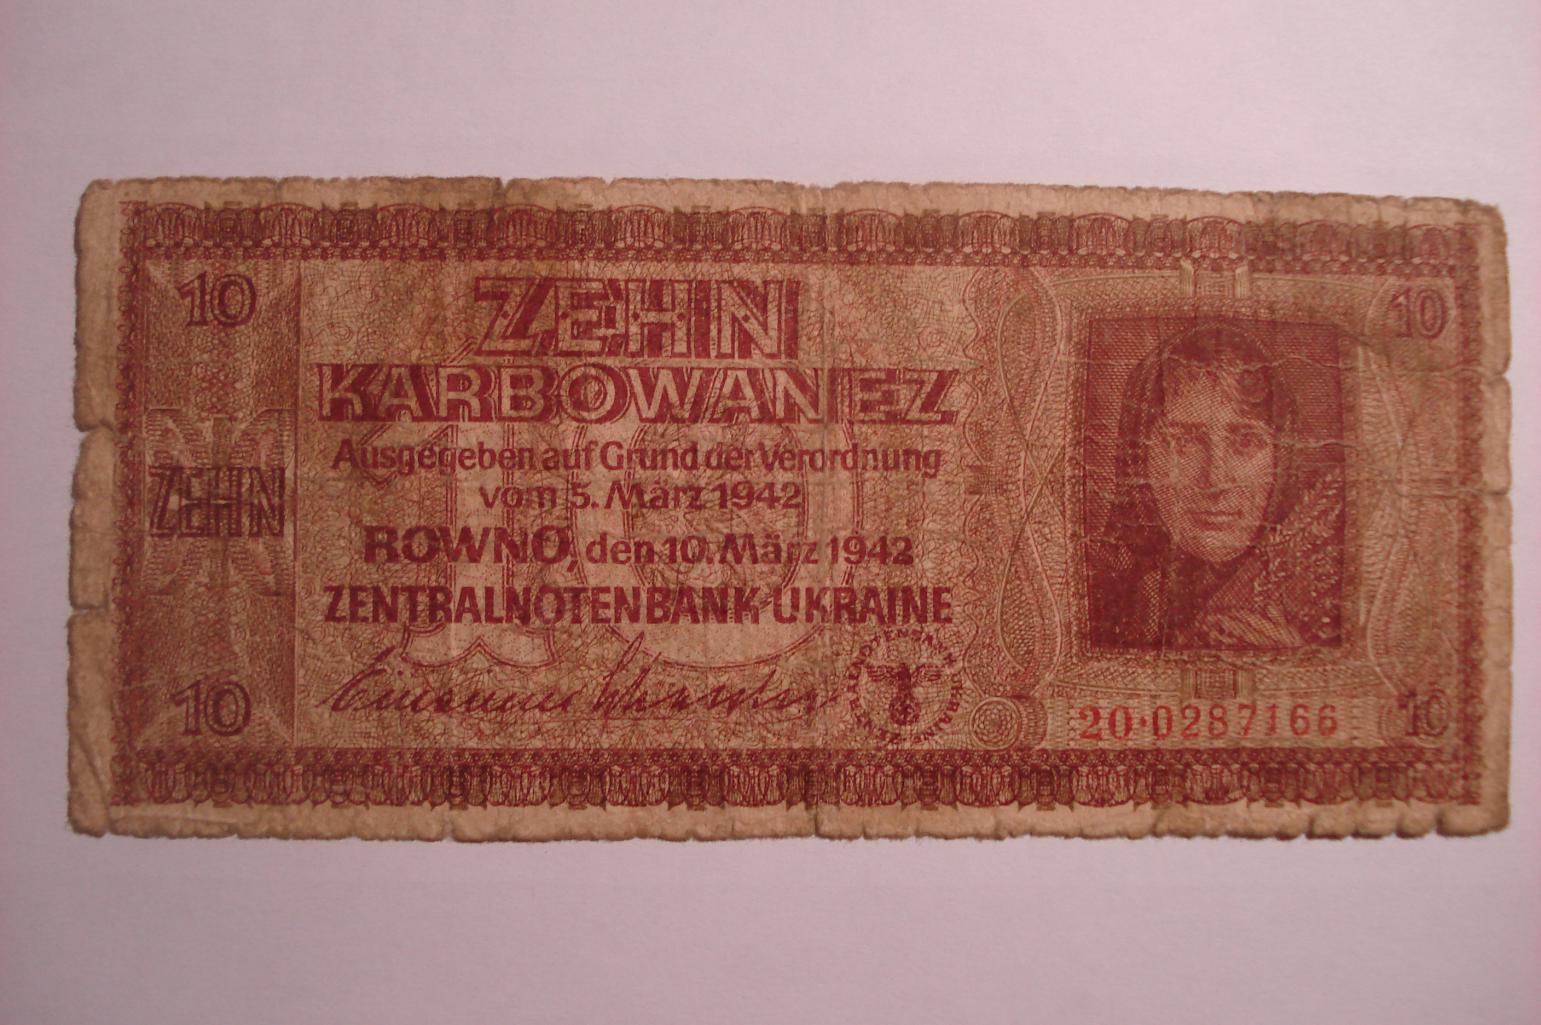 10
10
ZEHN
KARBOWANEZ
Ausgegeben auf Grund der Verordnung
vom 5. März 1942
ZEHN
ROWNO, den 10. März 1942
ZENTRALNOTENBANK UKRAINE
10
20·0287166
10
10